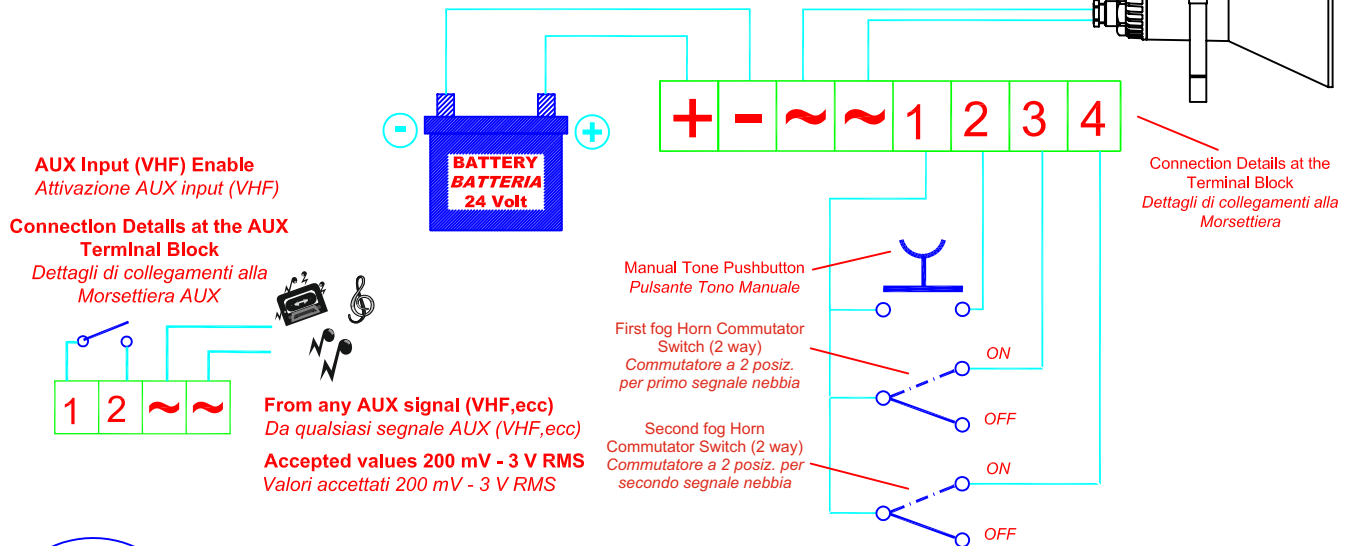 + - ~ ~ 1 2 3 4
- +
BATTERY
BATTERIA
24 Volt
Connection Details at the
Terminal Block
Dettagli di collegamenti alla
Morsettiera
AUX Input (VHF) Enable
Attivazione AUX input (VHF)
Connection Details at the AUX
Terminal Block
Dettagli di collegamenti alla
Morsettiera AUX
1 2 ~ ~
From any AUX signal (VHF,ecc)
Da qualsiasi segnale AUX (VHF,ecc)
Accepted values 200 mV - 3 V RMS
Valori accettati 200 mV - 3 V RMS
Manual Tone Pushbutton
Pulsante Tono Manuale
First fog Horn Commutator
Switch (2 way)
Commutatore a 2 posiz.
per primo segnale nebbia
ON
OFF
Second fog Horn
Commutator Switch (2 way)
Commutatore a 2 posiz. per
secondo segnale nebbia
ON
OFF